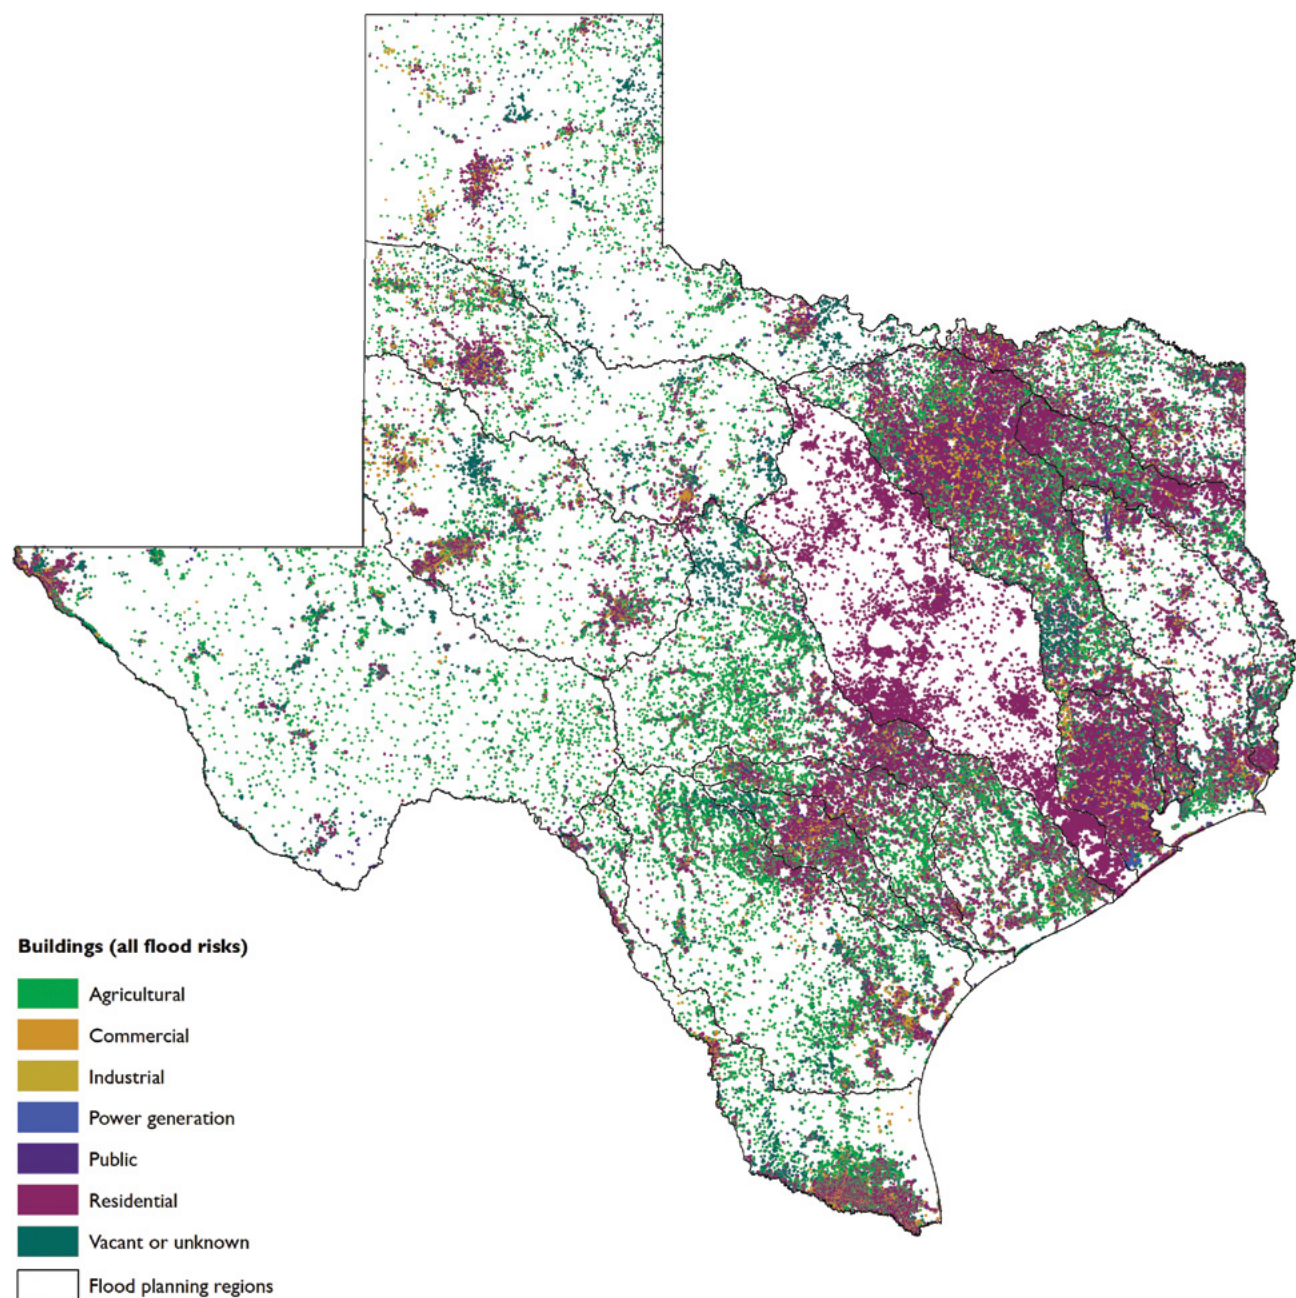 Buildings (all flood risks)
Agricultural
Commercial
Industrial
Power generation
Public
Residential
Vacant or unknown
Flood planning regions